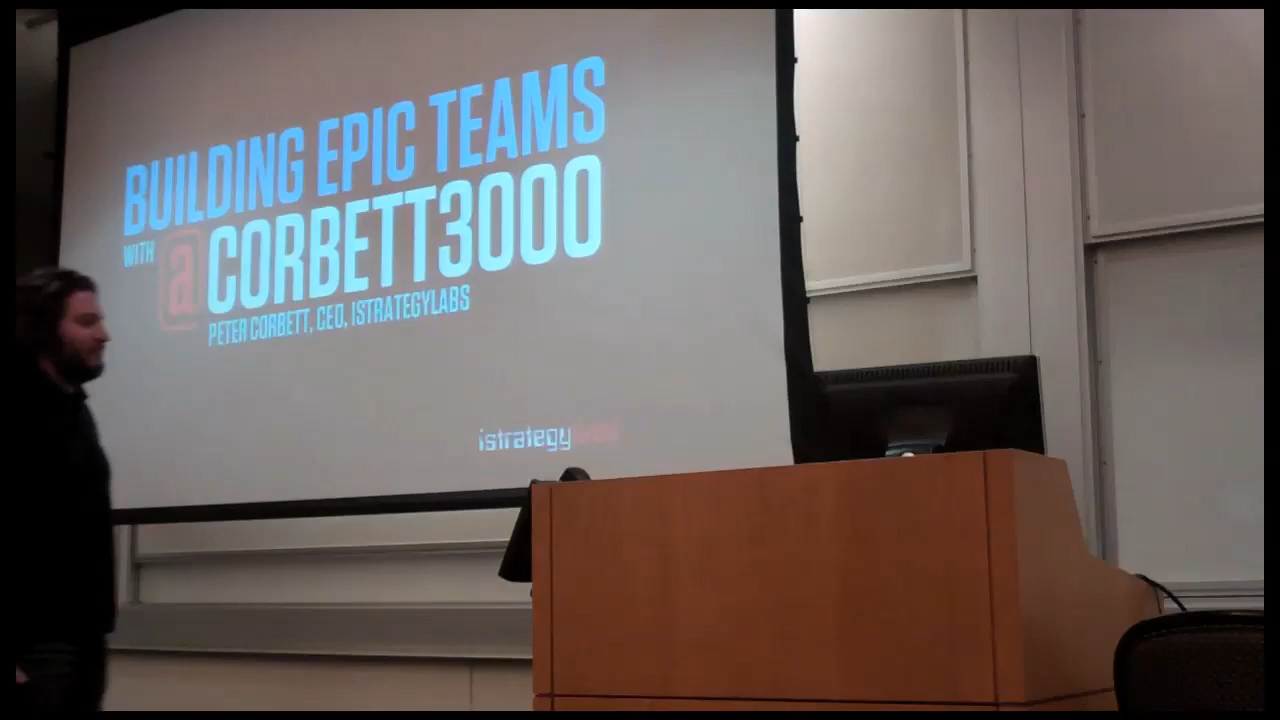 BUILDING EPIC TEAMS
WITH @CORBETT3000
PETER CORBETT, CEO, ISTRATEGYLABS
istrategy